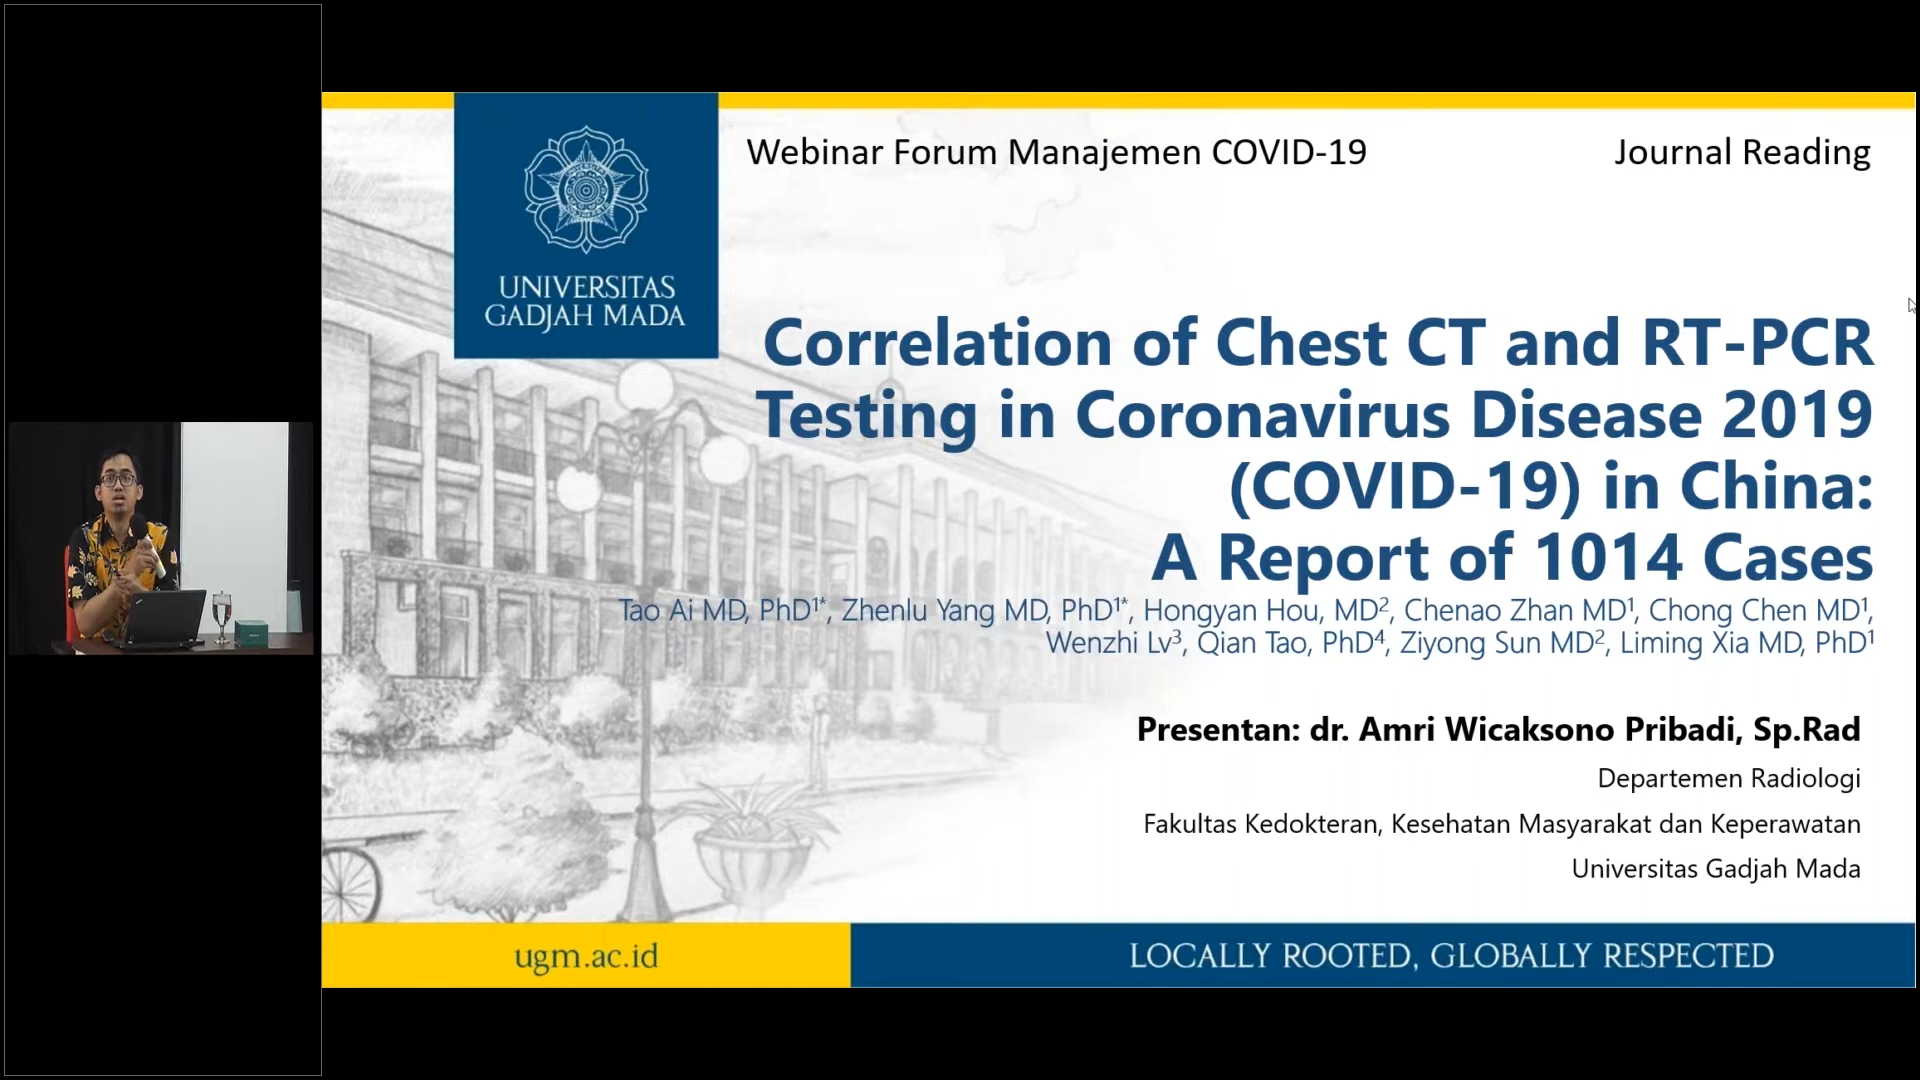 UNIVERSITAS
GADJAH MADA
Webinar Forum Manajemen COVID-19
Journal Reading
Correlation of Chest CT and RT-PCR
Testing in Coronavirus Disease 2019
(COVID-19) in China:
A Report of 1014 Cases
Tao Ai MD, PhD¹*, Zhenlu Yang MD, PhD¹*, Hongyan Hou, MD², Chenao Zhan MD¹, Chong Chen MD¹,
Wenzhi Lv³, Qian Tao, PhD⁴, Ziyong Sun MD², Liming Xia MD, PhD¹
Presentan: dr. Amri Wicaksono Pribadi, Sp.Rad
Departemen Radiologi
Fakultas Kedokteran, Kesehatan Masyarakat dan Keperawatan
Universitas Gadjah Mada
ugm.ac.id
LOCALLY ROOTED, GLOBALLY RESPECTED